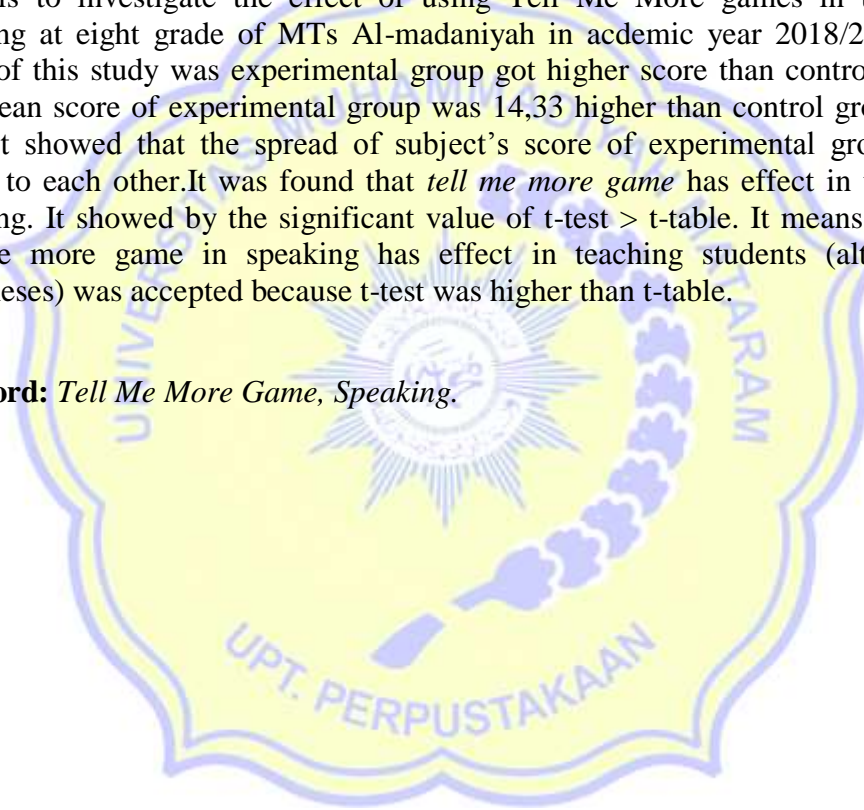 is to investigate the effect of using Tell Me More games in t
ng at eight grade of MTs Al-madaniyah in acdemic year 2018/2
of this study was experimental group got higher score than control
ean score of experimental group was 14,33 higher than control gro
t showed that the spread of subject’s score of experimental gro
to each other.It was found that tell me more game has effect in t
ng. It showed by the significant value of t-test > t-table. It means
e more game in speaking has effect in teaching students (alt
eses) was accepted because t-test was higher than t-table.
ord: Tell Me More Game, Speaking.
UNIVERSITAS MUHAMMADIYAH MATARAM
UPT. PERPUSTAKAAN